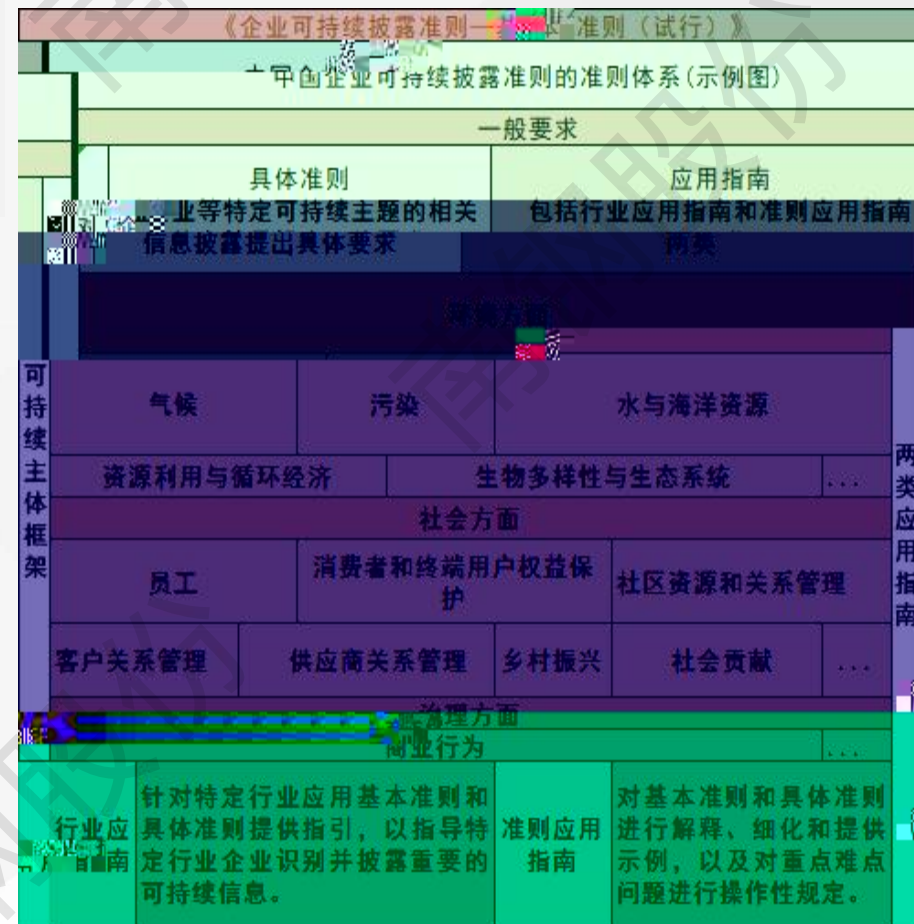 《企业可持续披露准则—基本准则（试行）》
中国企业可持续披露准则的准则体系(示例图)
一般要求
具体准则
应用指南
业等特定可持续主题的相关
信息披露提出具体要求
包括行业应用指南和准则应用指南
两类
环境方面
可持续主体框架
气候
污染
水与海洋资源
资源利用与循环经济
生物多样性与生态系统
...
社会方面
员工
消费者和终端用户权益保
护
社区资源和关系管理
客户关系管理
供应商关系管理
乡村振兴
社会贡献
...
两类应用指南
治理方面
商业行为
...
行业应
指南
针对特定行业应用基本准则和
具体准则提供指引，以指导特
定行业企业识别并披露重要的
可持续信息。
准则应用
指南
对基本准则和具体准则
进行解释、细化和提供
示例，以及对重点难点
问题进行操作性规定。